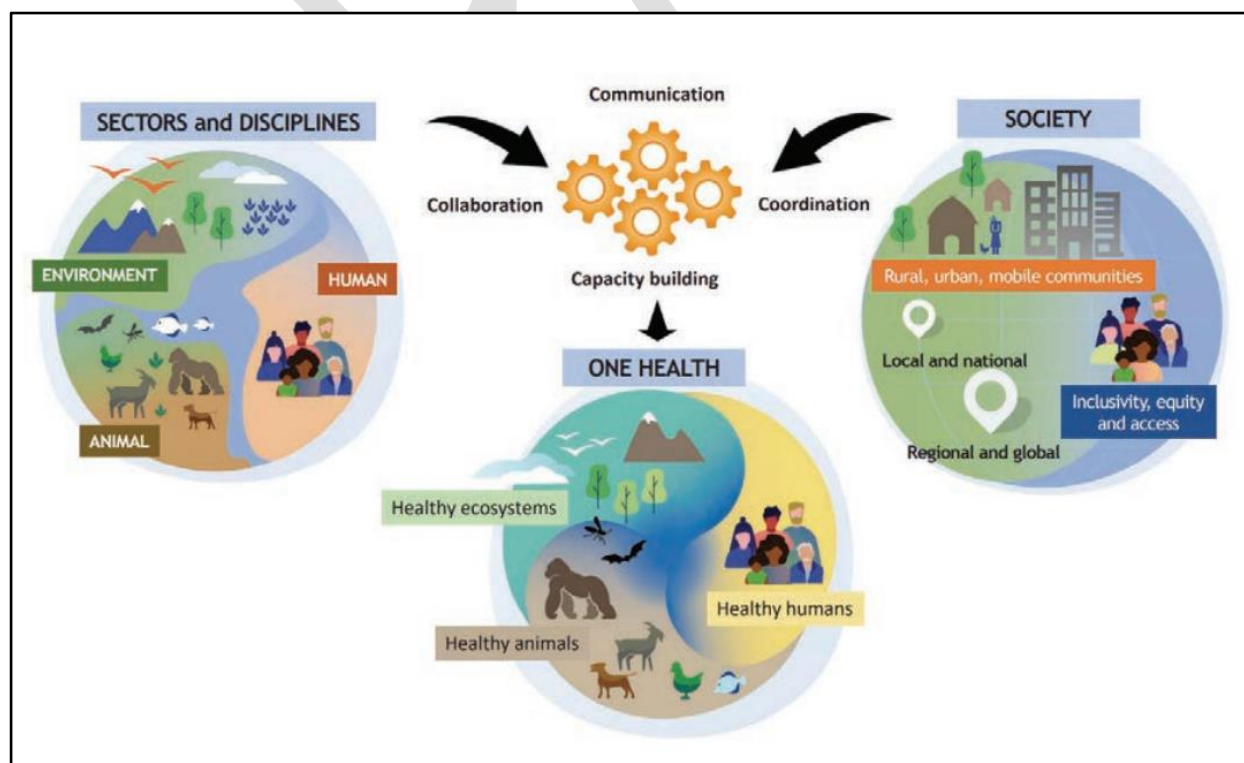 SECTORS and DISCIPLINES
ENVIRONMENT
HUMAN
ANIMAL
Communication
Collaboration
Coordination
Capacity building
SOCIETY
Rural, urban, mobile communities
Local and national
Inclusivity, equity
and access
Regional and global
ONE HEALTH
Healthy ecosystems
Healthy humans
Healthy animals